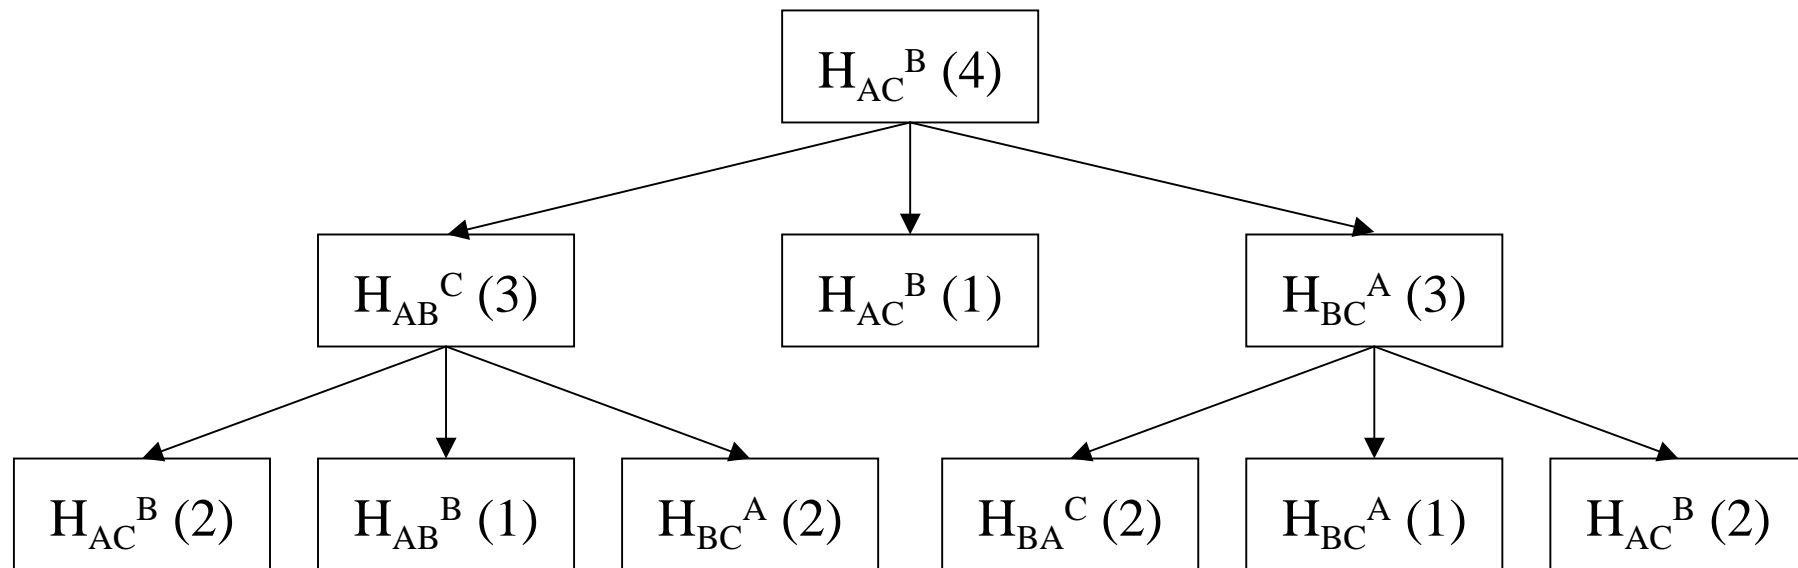 H_AC^B (4)
H_AB^C (3) H_AC^B (1) H_BC^A (3)
H_AC^B (2) H_AB^B (1) H_BC^A (2) H_BA^C (2) H_BC^A (1) H_AC^B (2)